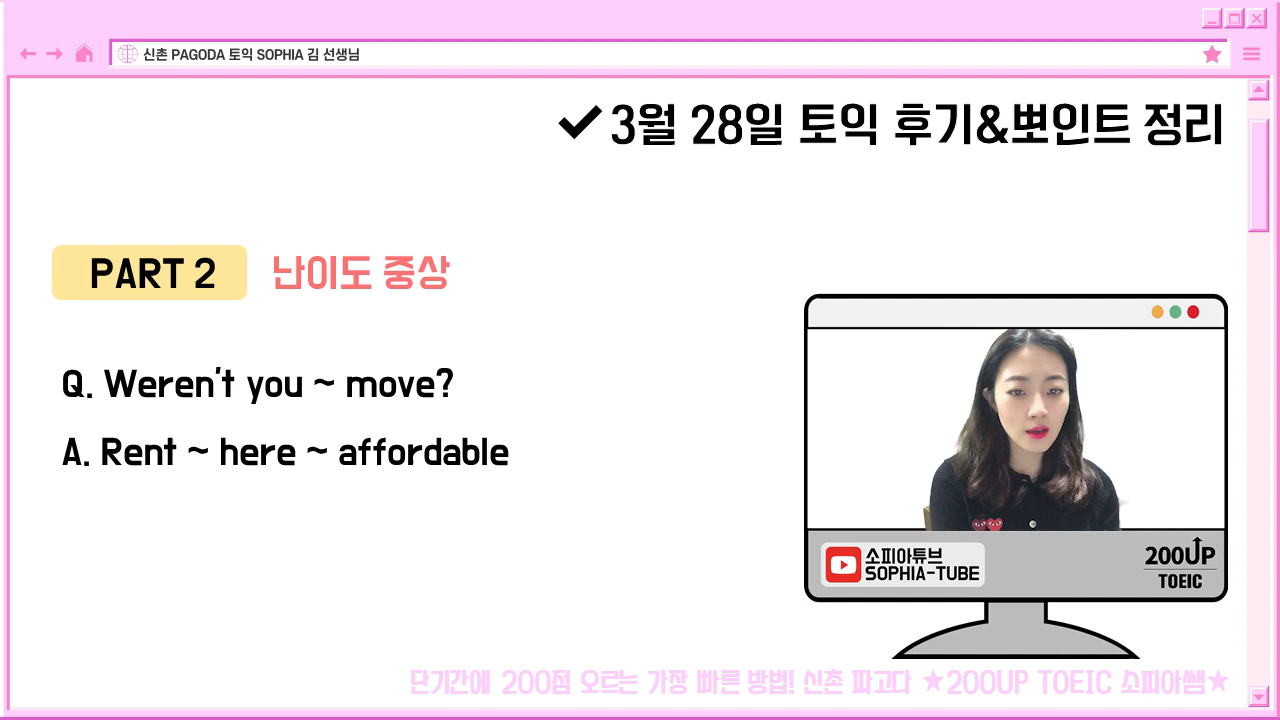 신촌 PAGODA 토익 SOPHIA 김 선생님
3월 28일 토익 후기&뽀인트 정리
PART 2 난이도 중상
Q. Weren't you ~ move?
A. Rent ~ here ~ affordable
소피아튜브
SOPHIA-TUBE
200UP
TOEIC
단기간에 200점 오르는 가장 빠른 방법! 신촌 파고다 ★200UP TOEIC 소피아쌤★